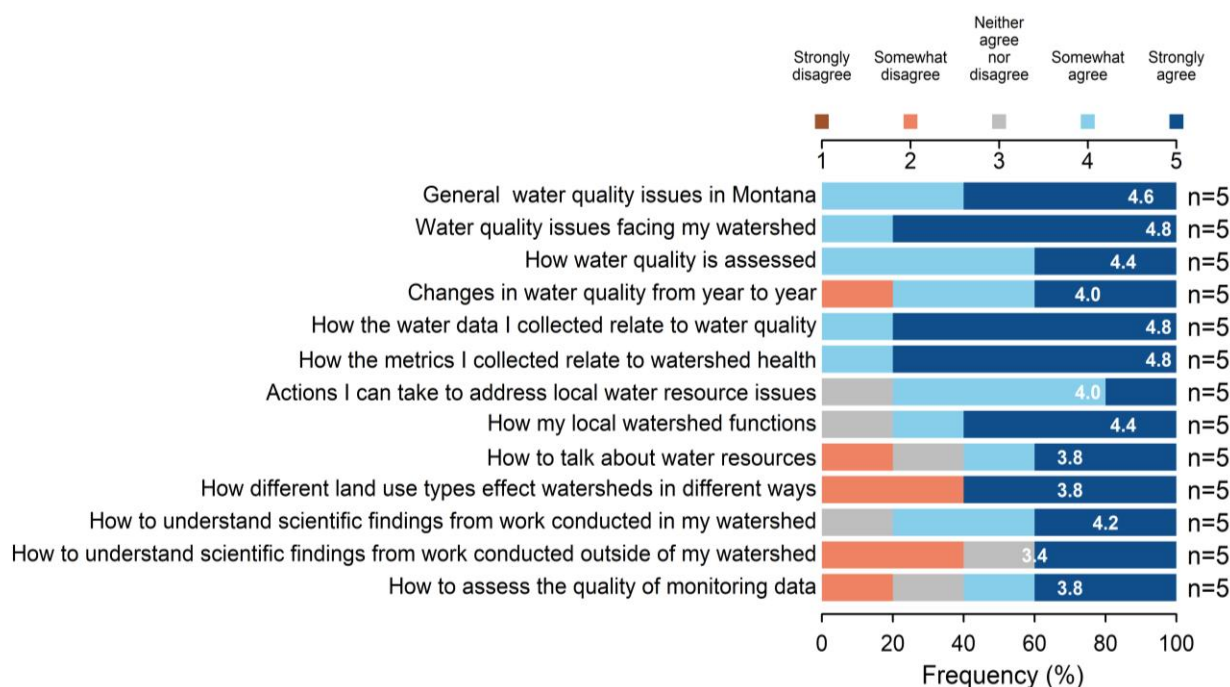 Neither
agree
nor
disagree
Strongly disagree
Somewhat disagree
Somewhat agree
Strongly agree
1 2 3 4 5
General  water quality issues in Montana 4.6 n=5
Water quality issues facing my watershed 4.8 n=5
How water quality is assessed 4.4 n=5
Changes in water quality from year to year 4.0 n=5
How the water data I collected relate to water quality 4.8 n=5
How the metrics I collected relate to watershed health 4.8 n=5
Actions I can take to address local water resource issues 4.0 n=5
How my local watershed functions 4.4 n=5
How to talk about water resources 3.8 n=5
How different land use types effect watersheds in different ways 3.8 n=5
How to understand scientific findings from work conducted in my watershed 4.2 n=5
How to understand scientific findings from work conducted outside of my watershed 3.4 n=5
How to assess the quality of monitoring data 3.8 n=5
0 20 40 60 80 100
Frequency (%)